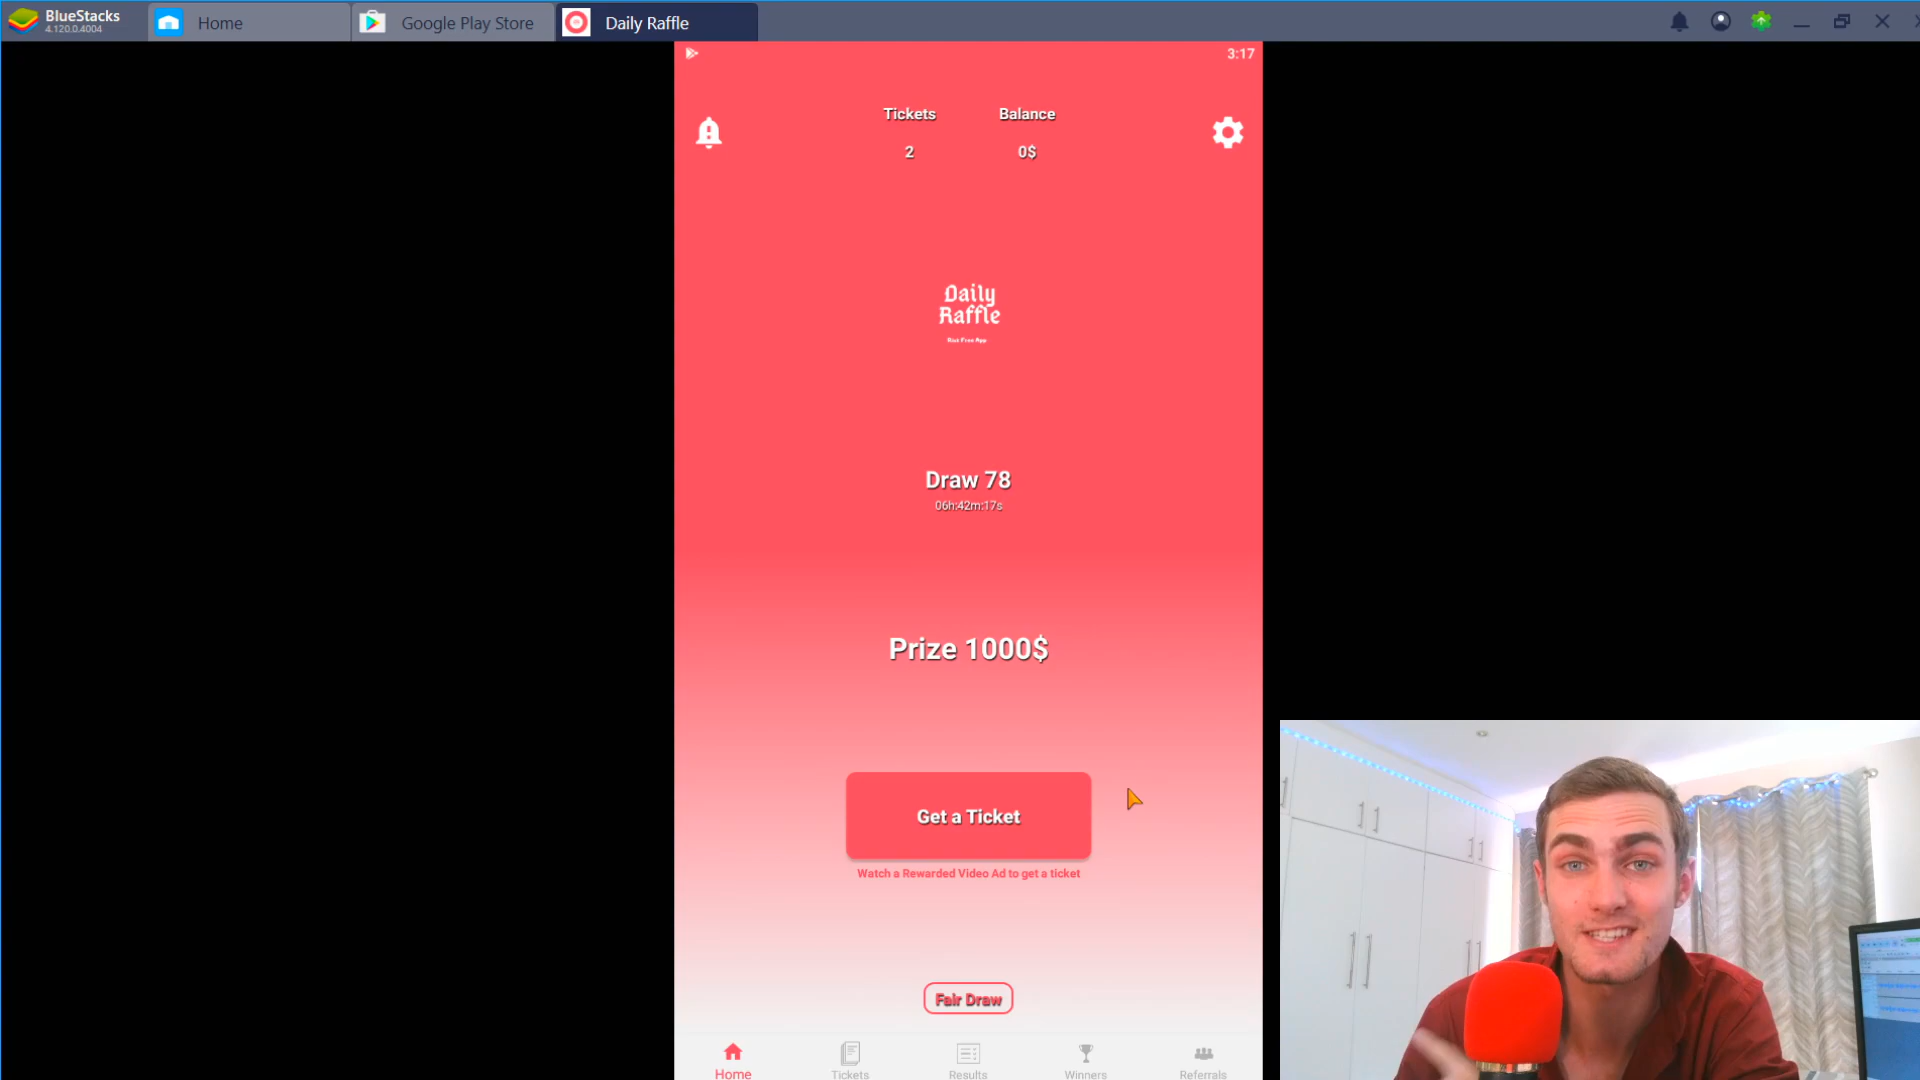 BlueStacks
4.120.0.4004
Home
Google Play Store
Daily Raffle
3:17
Tickets
Balance
2
0$
Daily
Raffle
Draw 78
06h:42m:17s
Prize 1000$
Get a Ticket
Watch a Rewarded Video Ad to get a ticket
Fair Draw
Home
Tickets
Results
Winners
Referrals